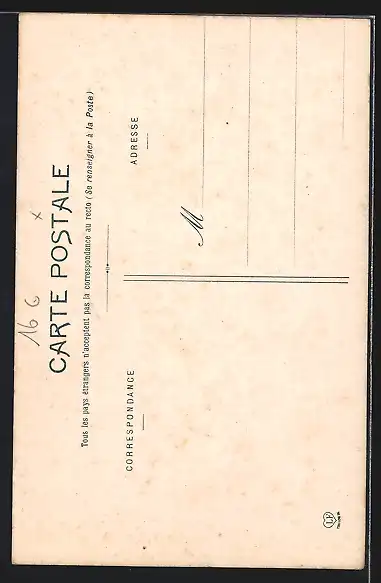 16 G x
CARTE POSTALE
Tous les pays étrangers n'acceptent pas la correspondance au recto (Se renseigner à la Poste)
CORRESPONDANCE
ADRESSE
M